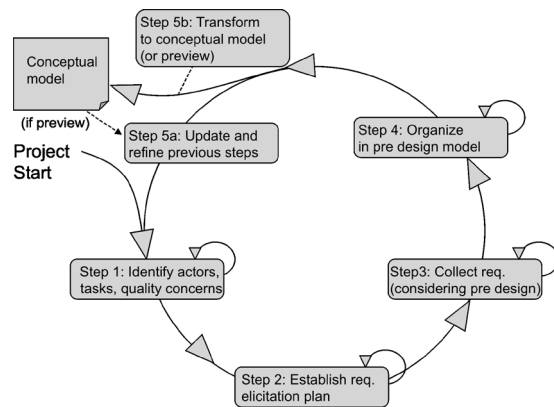 Step 5b: Transform
to conceptual model
(or preview)
Conceptual
model
(if preview)
Step 5a: Update and
refine previous steps
Step 4: Organize
in pre design model
Project
Start
Step 1: Identify actors,
tasks, quality concerns
Step3: Collect req.
(considering pre design)
Step 2: Establish req.
elicitation plan